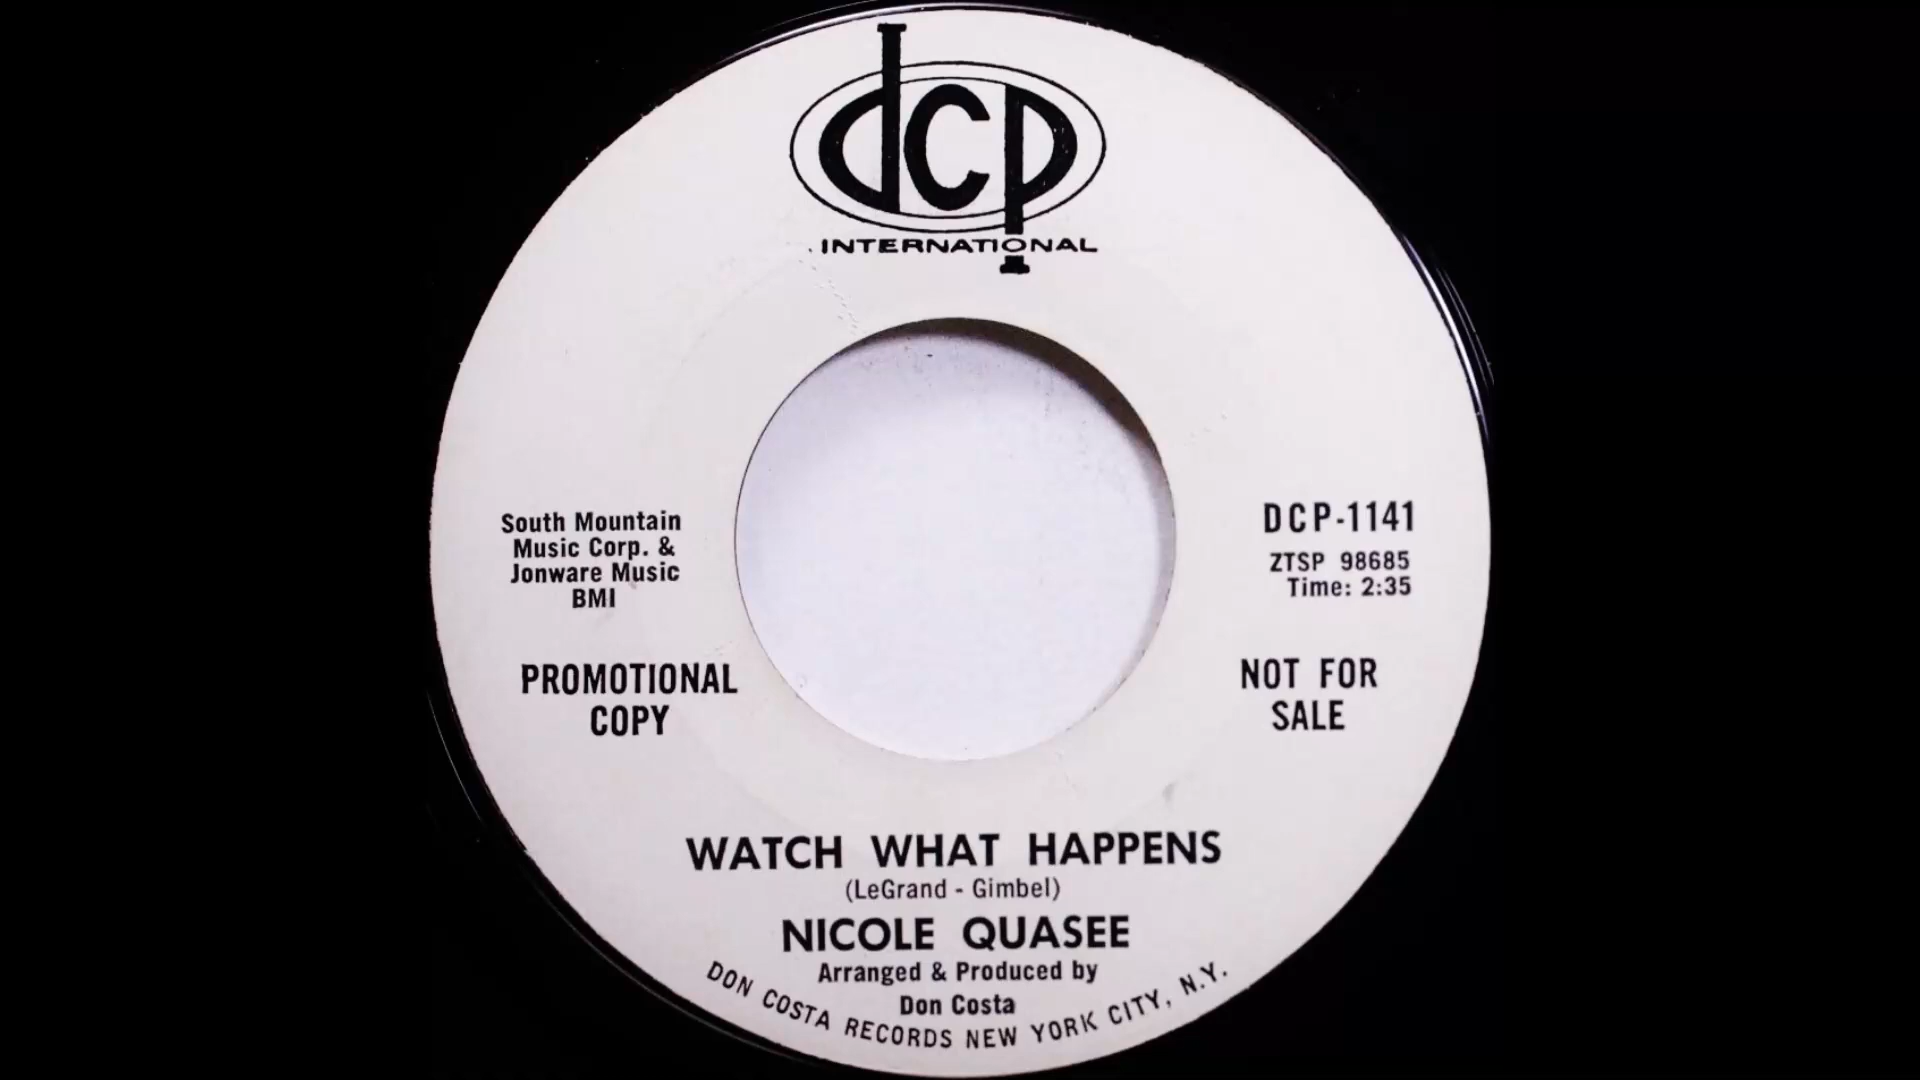 dcp
INTERNATIONAL
South Mountain
Music Corp. &
Jonware Music
BMI
PROMOTIONAL
COPY
DCP-1141
ZTSP 98685
Time: 2:35
NOT FOR
SALE
WATCH WHAT HAPPENS
(LeGrand - Gimbel)
NICOLE QUASEE
Arranged & Produced by
Don Costa
DON COSTA RECORDS NEW YORK CITY, N.Y.